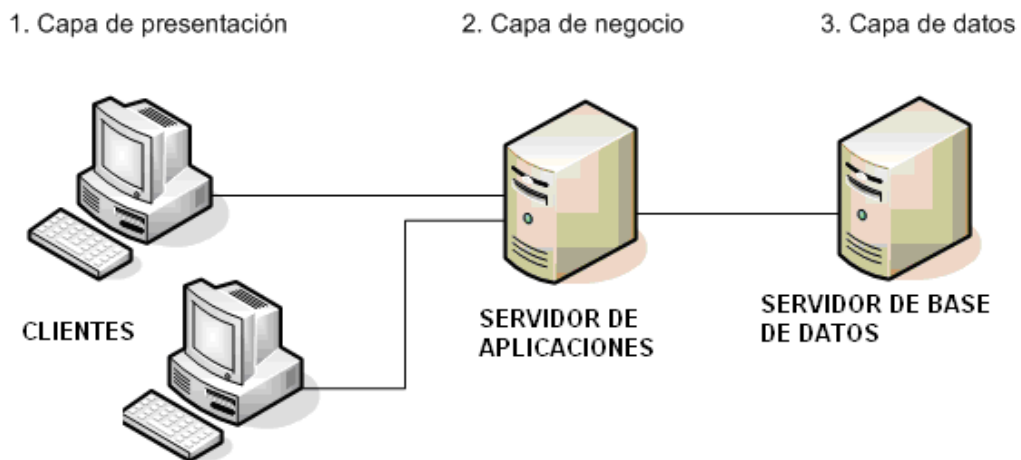 1. Capa de presentación
2. Capa de negocio
3. Capa de datos
CLIENTES
SERVIDOR DE
APLICACIONES
SERVIDOR DE BASE
DE DATOS